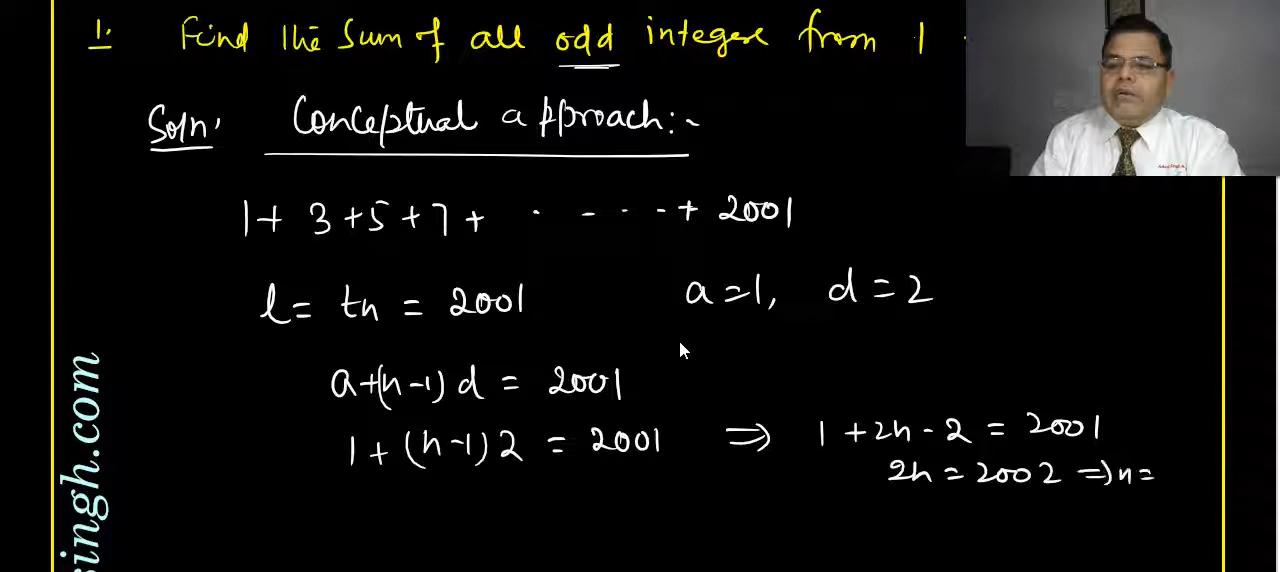 1. Find the Sum of all odd integers from 1
Soln. Conceptual approach:-
1 + 3 + 5 + 7 + . - - . . - + 2001
l = tn = 2001 a = 1, d = 2
a + (n - 1) d = 2001
1 + (n - 1) 2 = 2001 ⇒ 1 + 2n - 2 = 2001
2n = 2002 ⇒ n =
singh.com